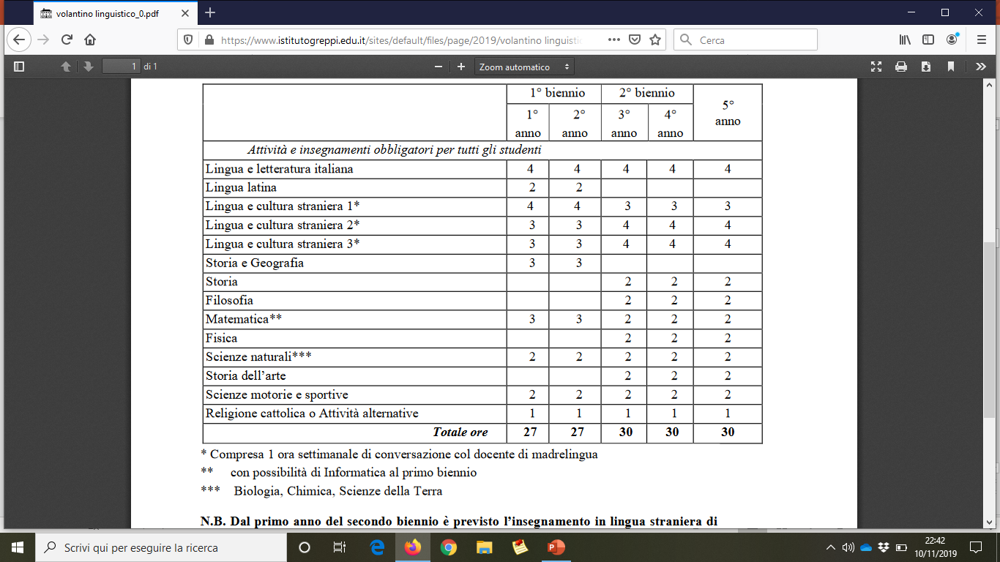 volantino linguistico_0.pdf
https://www.istitutogreppi.edu.it/sites/default/files/page/2019/volantino linguistic
Cerca
1 di 1
Zoom automatico
1° biennio 2° biennio 5° anno
1° anno 2° anno 3° anno 4° anno
Attività e insegnamenti obbligatori per tutti gli studenti
Lingua e letteratura italiana 4 4 4 4 4
Lingua latina 2 2
Lingua e cultura straniera 1* 4 4 3 3 3
Lingua e cultura straniera 2* 3 3 4 4 4
Lingua e cultura straniera 3* 3 3 4 4 4
Storia e Geografia 3 3
Storia 2 2 2
Filosofia 2 2 2
Matematica** 3 3 2 2 2
Fisica 2 2 2
Scienze naturali*** 2 2 2 2 2
Storia dell’arte 2 2 2
Scienze motorie e sportive 2 2 2 2 2
Religione cattolica o Attività alternative 1 1 1 1 1
Totale ore 27 27 30 30 30
* Compresa 1 ora settimanale di conversazione col docente di madrelingua
** con possibilità di Informatica al primo biennio
*** Biologia, Chimica, Scienze della Terra
N.B. Dal primo anno del secondo biennio è previsto l’insegnamento in lingua straniera di
Scrivi qui per eseguire la ricerca
22:42
10/11/2019